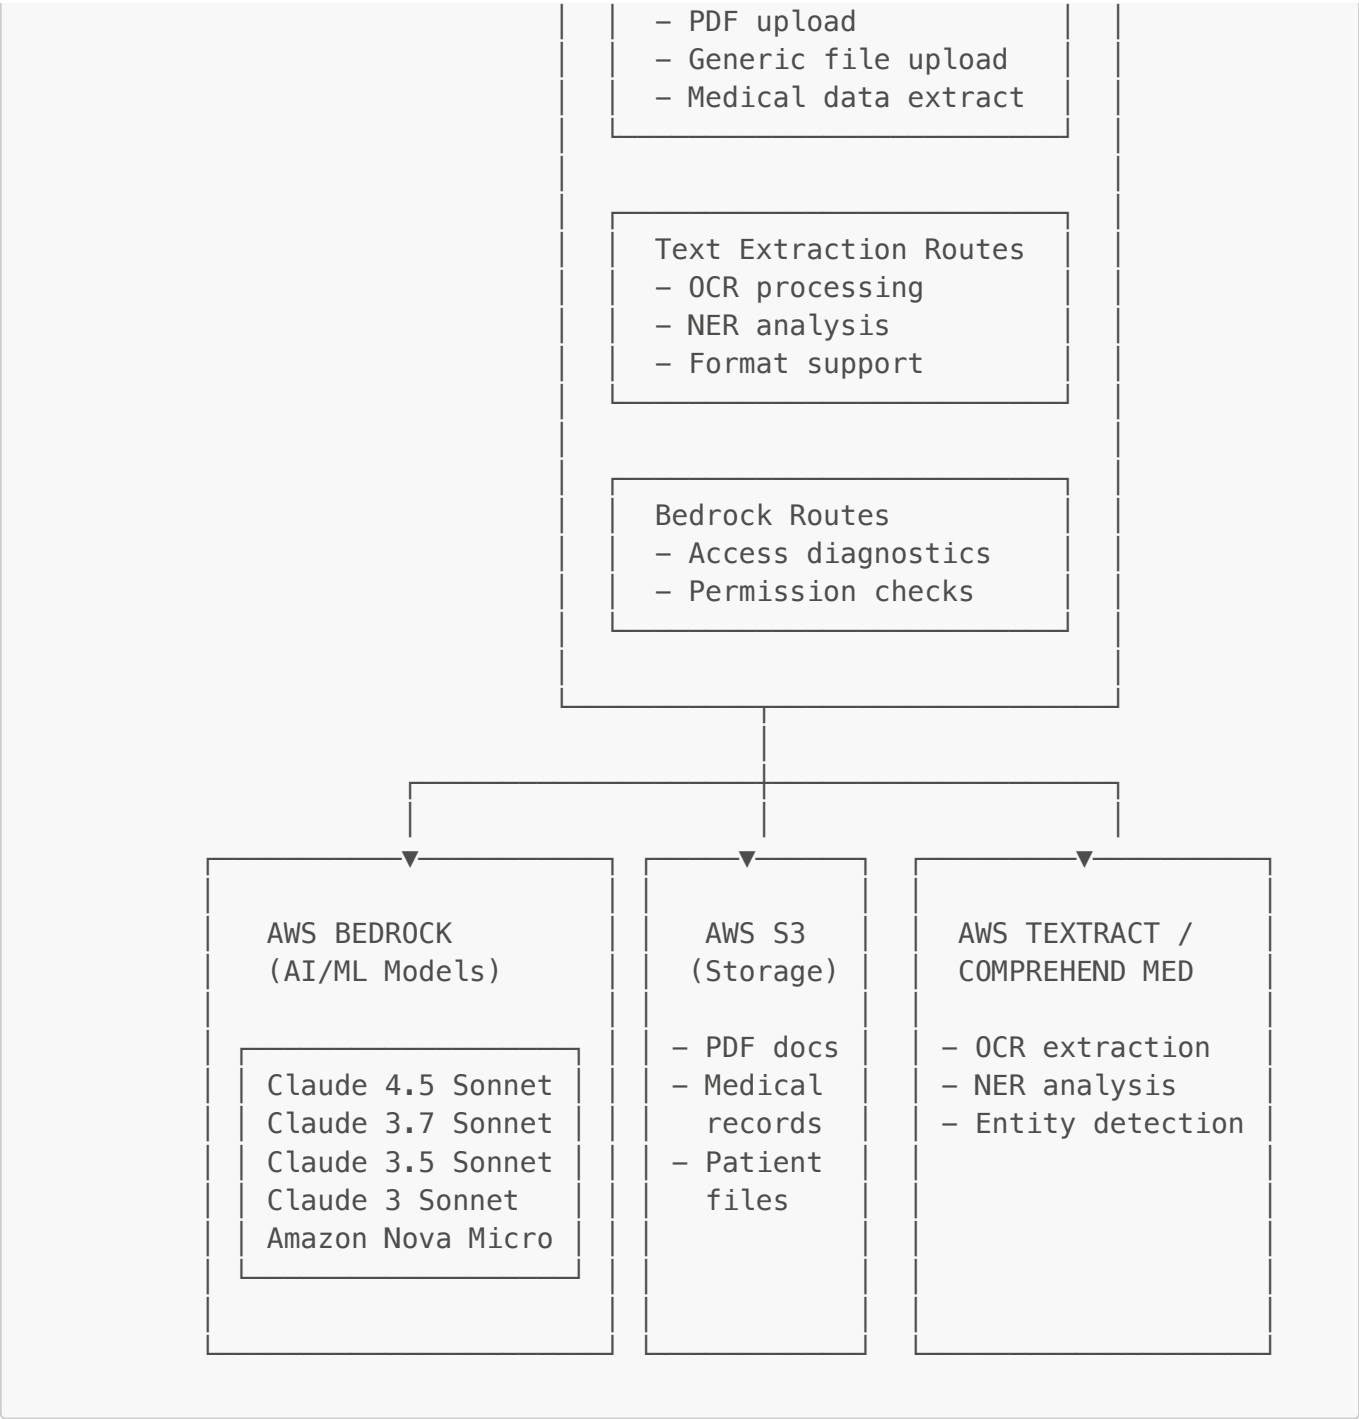 – PDF upload
– Generic file upload
– Medical data extract
Text Extraction Routes
– OCR processing
– NER analysis
– Format support
Bedrock Routes
– Access diagnostics
– Permission checks
AWS BEDROCK
(AI/ML Models)
Claude 4.5 Sonnet
Claude 3.7 Sonnet
Claude 3.5 Sonnet
Claude 3 Sonnet
Amazon Nova Micro
AWS S3
(Storage)
– PDF docs
– Medical
records
– Patient
files
AWS TEXTRACT /
COMPREHEND MED
– OCR extraction
– NER analysis
– Entity detection